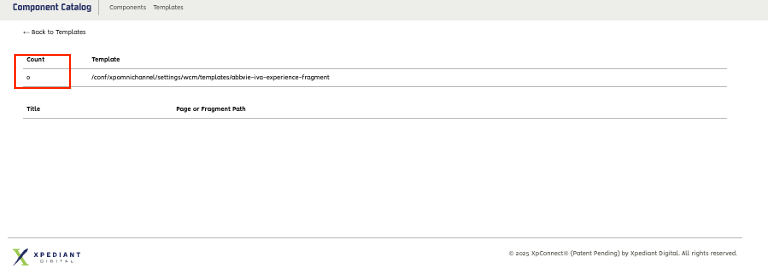 Component Catalog Components Templates
← Back to Templates
Count Template
0 /conf/xpomnichannel/settings/wcm/templates/abbvie-iva-experience-fragment
Title Page or Fragment Path
XPEDIANT
DIGITAL
© 2025 XpConnect® (Patent Pending) by Xpediant Digital. All rights reserved.